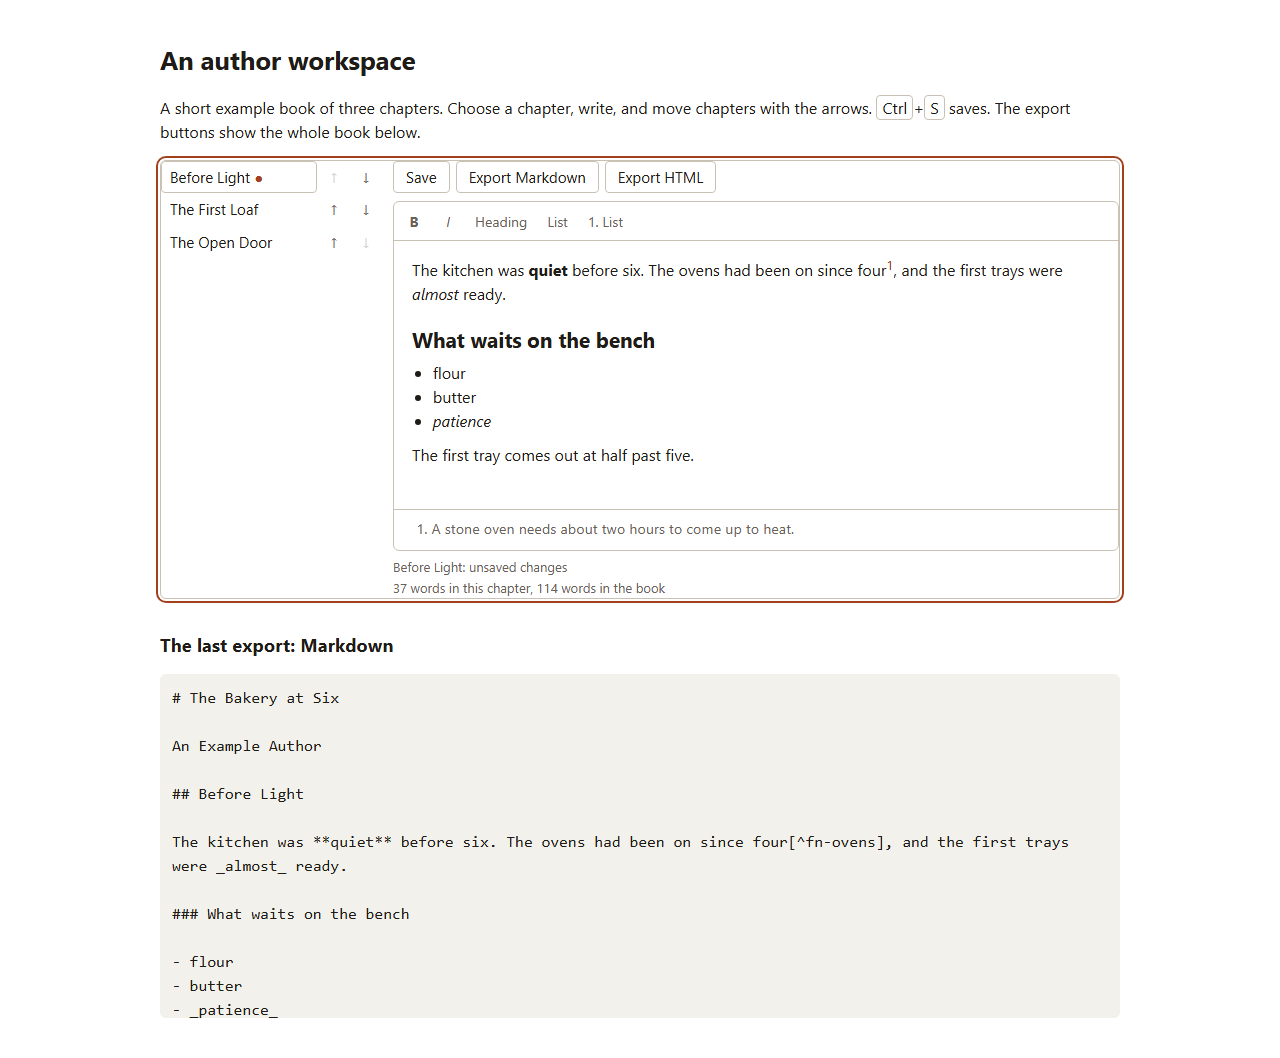 An author workspace
A short example book of three chapters. Choose a chapter, write, and move chapters with the arrows. Ctrl+S saves. The export
buttons show the whole book below.
Before Light ● ↑ ↓
The First Loaf ↑ ↓
The Open Door ↑ ↓
Save Export Markdown Export HTML
B I Heading List 1. List
The kitchen was quiet before six. The ovens had been on since four1, and the first trays were
almost ready.
What waits on the bench
• flour
• butter
• patience
The first tray comes out at half past five.
1. A stone oven needs about two hours to come up to heat.
Before Light: unsaved changes
37 words in this chapter, 114 words in the book
The last export: Markdown
# The Bakery at Six
An Example Author
## Before Light
The kitchen was **quiet** before six. The ovens had been on since four[^fn-ovens], and the first trays
were _almost_ ready.
### What waits on the bench
- flour
- butter
- _patience_